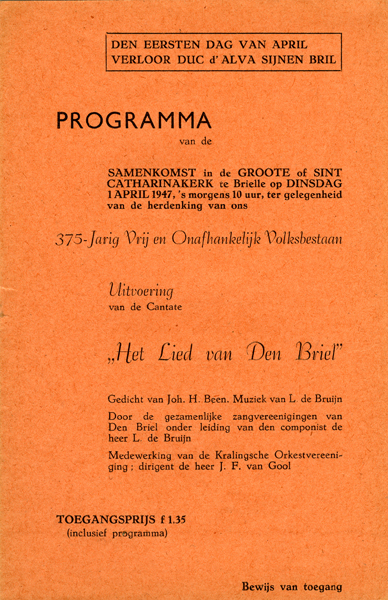 DEN EERSTEN DAG VAN APRIL
VERLOOR DUC d' ALVA SIJNEN BRIL
PROGRAMMA
van de
SAMENKOMST in de GROOTE of SINT
CATHARINAKERK te Brielle op DINSDAG
1 APRIL 1947, 's morgens 10 uur, ter gelegenheid
van de herdenking van ons
375-Jarig Vrij en Onafhankelijk Volksbestaan
Uitvoering
van de Cantate
„Het Lied van Den Briel”
Gedicht van Joh. H. Been. Muziek van L. de Bruijn
Door de gezamenlijke zangvereenigingen van
Den Briel onder leiding van den componist de
heer L. de Bruijn
Medewerking van de Kralingsche Orkestvereeni-
ging ; dirigent de heer J. F. van Gool
TOEGANGSPRIJS f 1.35
(inclusief programma)
Bewijs van toegang